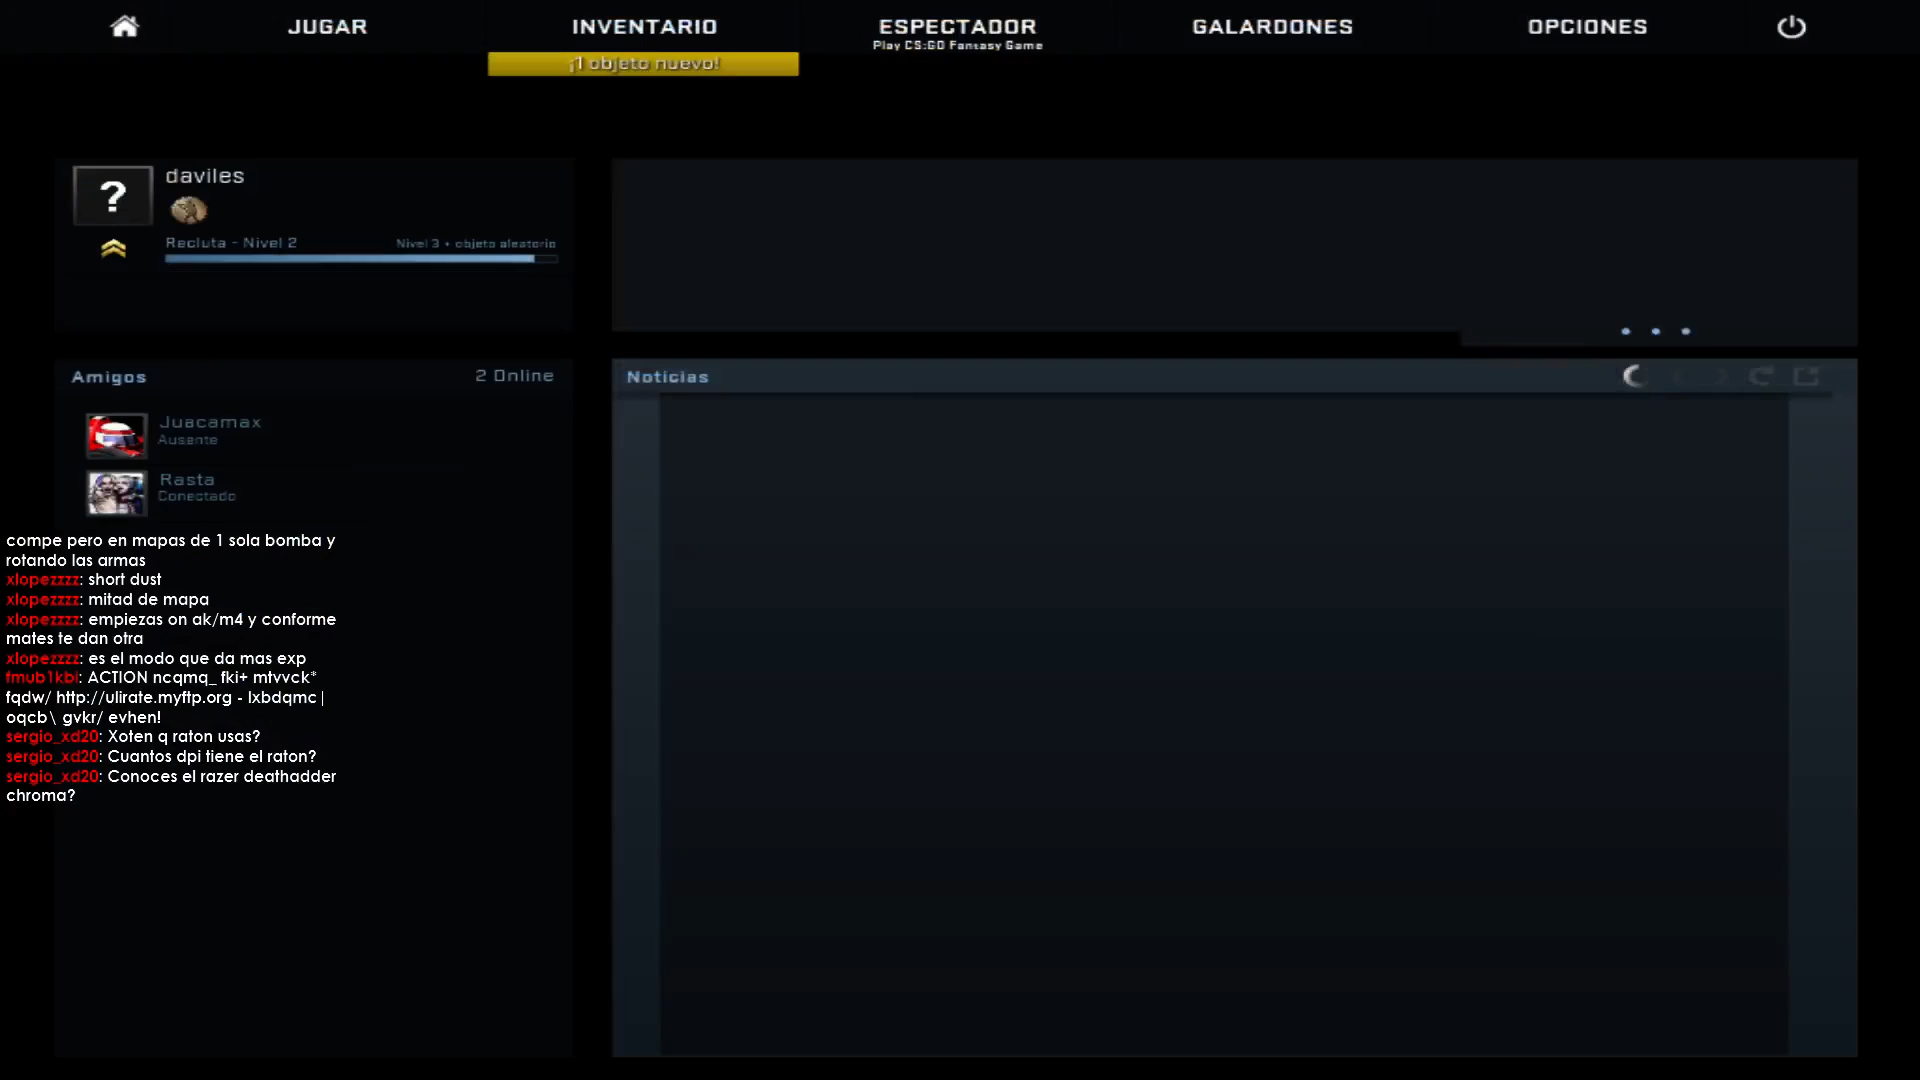 JUGAR
INVENTARIO
ESPECTADOR
GALARDONES
OPCIONES
Play CS:GO Fantasy Game
¡1 objeto nuevo!
?
daviles
Recluta - Nivel 2
Nivel 3 + objeto aleatorio
Amigos
2 Online
Noticias
Juacamax
Ausente
Rasta
Conectado
compe pero en mapas de 1 sola bomba y
rotando las armas
xlopezzzz: short dust
xlopezzzz: mitad de mapa
xlopezzzz: empiezas on ak/m4 y conforme
mates te dan otra
xlopezzzz: es el modo que da mas exp
fmub1kbi: ACTION ncqmq_ fki+ mtvvck*
fqdw/ http://ulirate.myftp.org - lxbdqmc|
oqcb\ gvkr/ evhen!
sergio_xd20: Xoten q raton usas?
sergio_xd20: Cuantos dpi tiene el raton?
sergio_xd20: Conoces el razer deathadder
chroma?